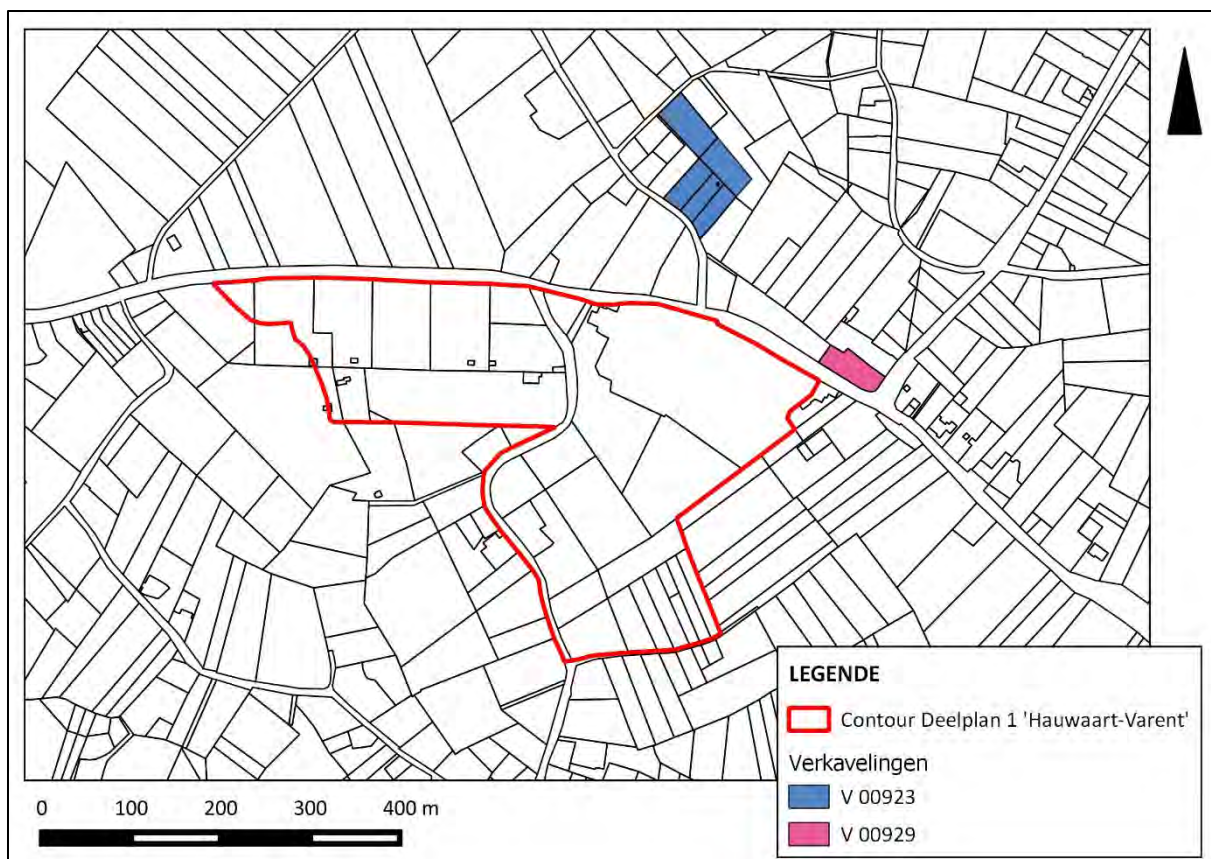 LEGENDE
Contour Deelplan 1 'Hauwaart-Varent'
Verkavelingen
V 00923
V 00929
0 100 200 300 400 m